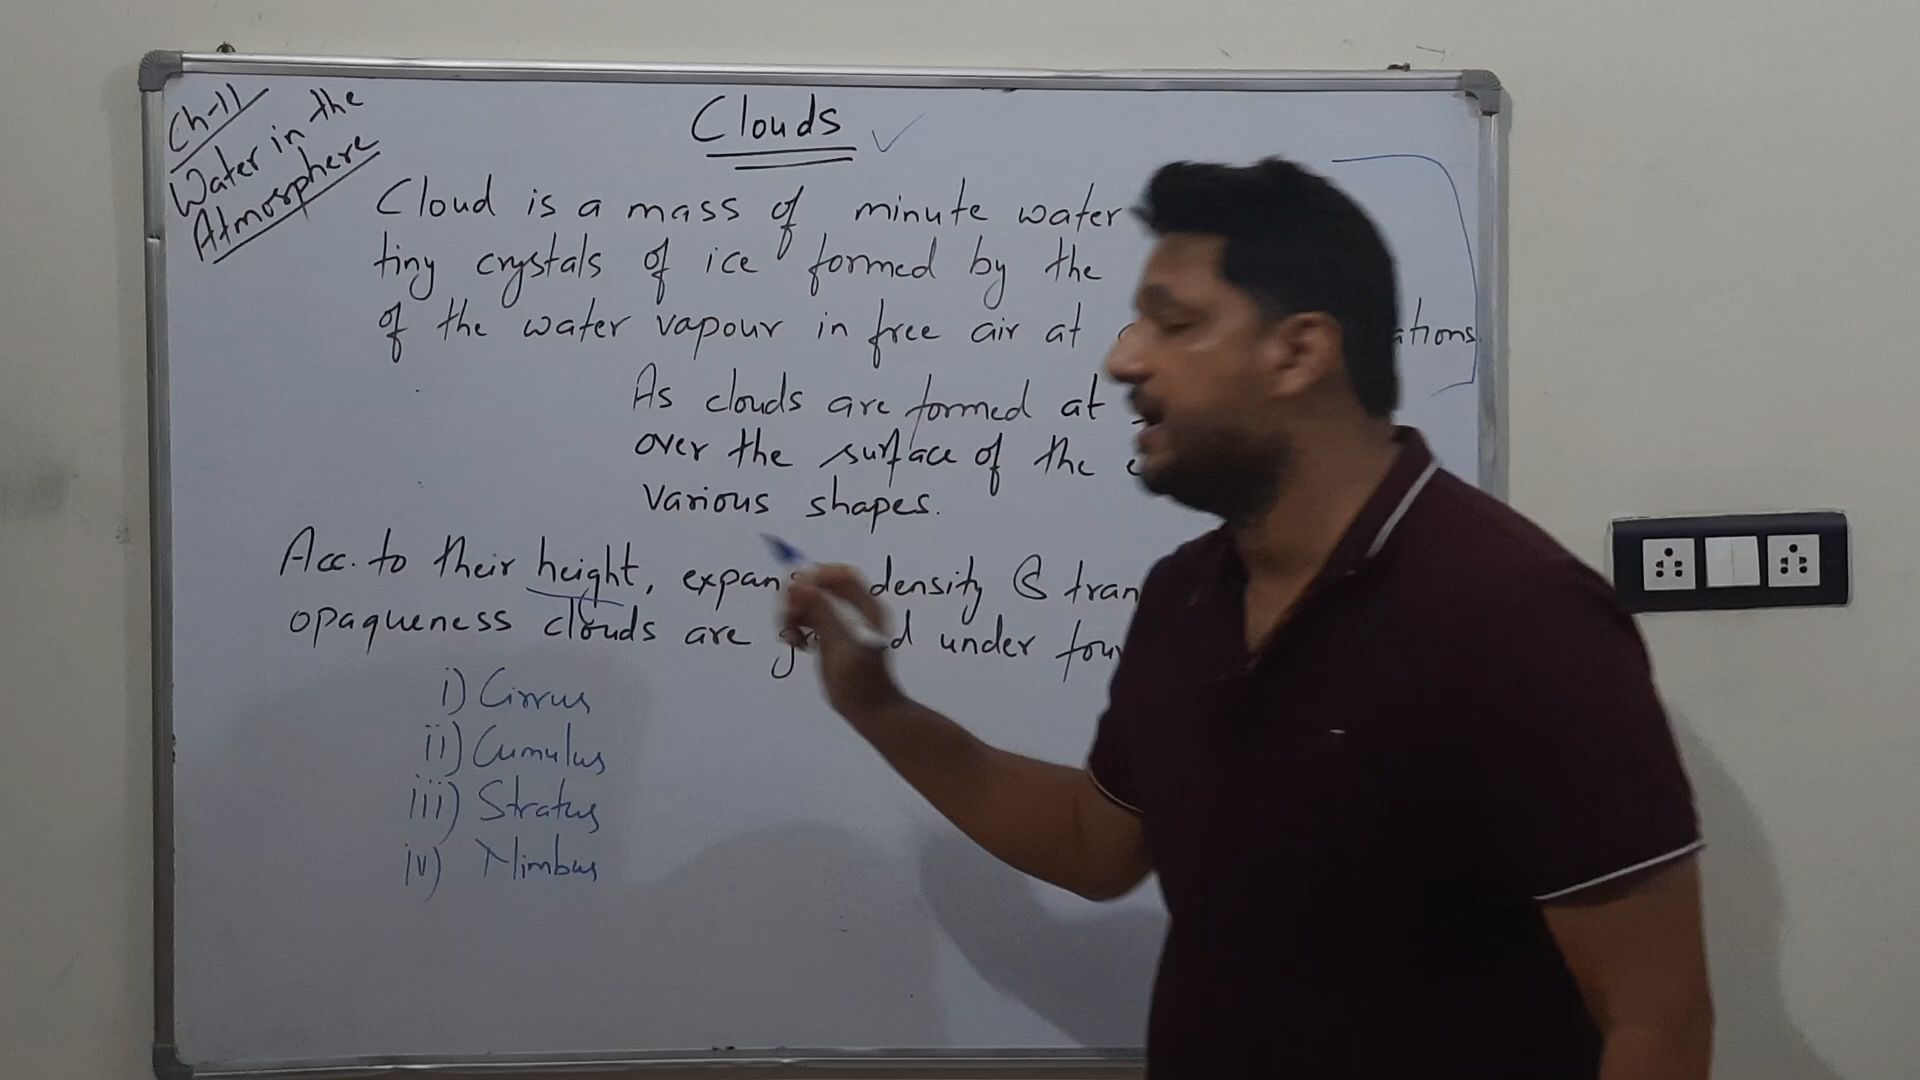 Ch-11
Water in the
Atmosphere
Clouds
Cloud is a mass of minute water
tiny crystals of ice formed by the
of the water vapour in free air at ations.
As clouds are formed at
over the surface of the
various shapes.
Acc. to their height, density & tran
opaqueness clouds are under four
i) Cirrus
ii) Cumulus
iii) Stratus
iv) Nimbus